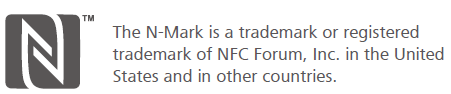 TM
The N-Mark is a trademark or registered
trademark of NFC Forum, Inc. in the United
States and in other countries.